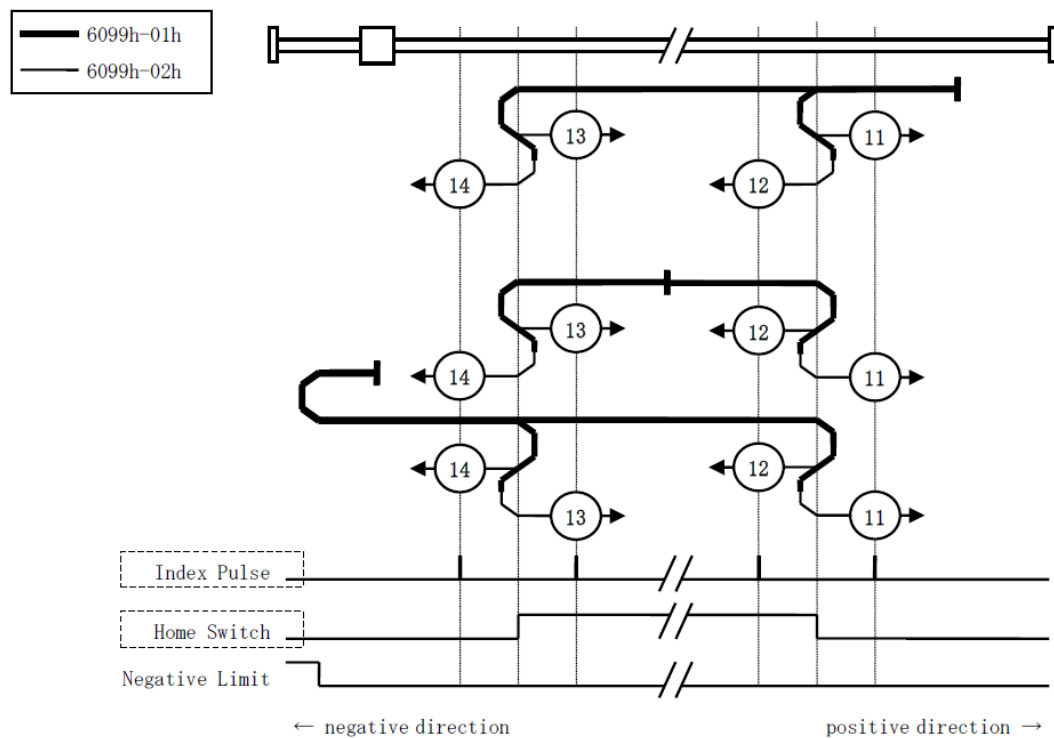 6099h-01h
6099h-02h
13
11
14
12
13
12
14
11
14
12
13
11
Index Pulse
Home Switch
Negative Limit
← negative direction
positive direction →